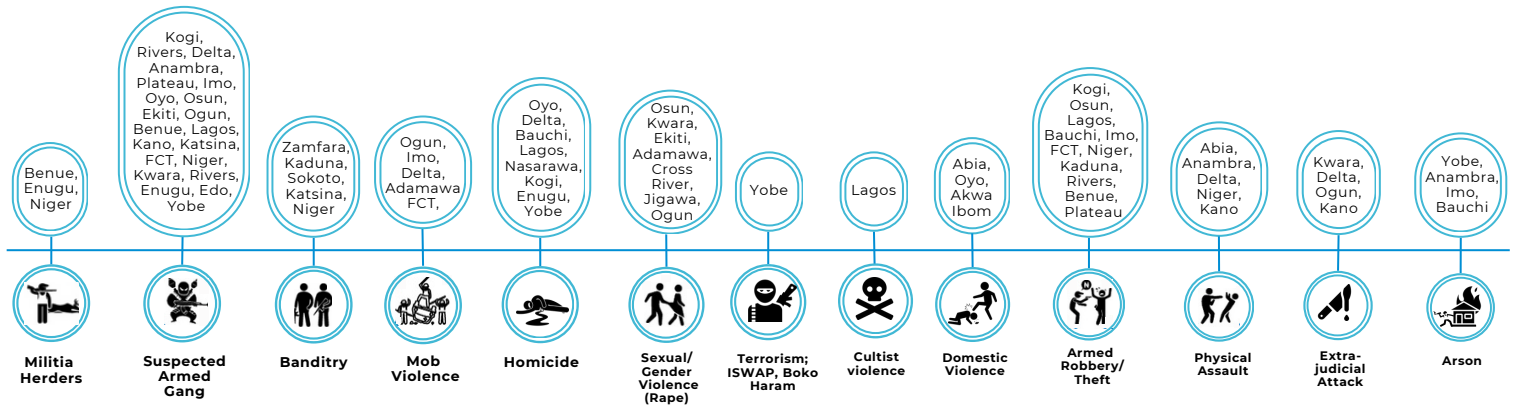 Benue,
Enugu,
Niger
Kogi,
Rivers, Delta,
Anambra,
Plateau, Imo,
Oyo, Osun,
Ekiti, Ogun,
Benue, Lagos,
Kano, Katsina,
FCT, Niger,
Kwara, Rivers,
Enugu, Edo,
Yobe
Zamfara,
Kaduna,
Sokoto,
Katsina,
Niger
Ogun,
Imo,
Delta,
Adamawa
FCT,
Oyo,
Delta,
Bauchi,
Lagos,
Nasarawa,
Kogi,
Enugu,
Yobe
Osun,
Kwara,
Ekiti,
Adamawa,
Cross
River,
Jigawa,
Ogun
Yobe
Lagos
Abia,
Oyo,
Akwa
Ibom
Kogi,
Osun,
Lagos,
Bauchi, Imo,
FCT, Niger,
Kaduna,
Rivers,
Benue,
Plateau
Abia,
Anambra,
Delta,
Niger,
Kano
Kwara,
Delta,
Ogun,
Kano
Yobe,
Anambra,
Imo,
Bauchi
Militia
Herders
Suspected
Armed
Gang
Banditry
Mob
Violence
Homicide
Sexual/
Gender
Violence
(Rape)
Terrorism;
ISWAP, Boko
Haram
Cultist
violence
Domestic
Violence
Armed
Robbery/
Theft
Physical
Assault
Extra-
judicial
Attack
Arson